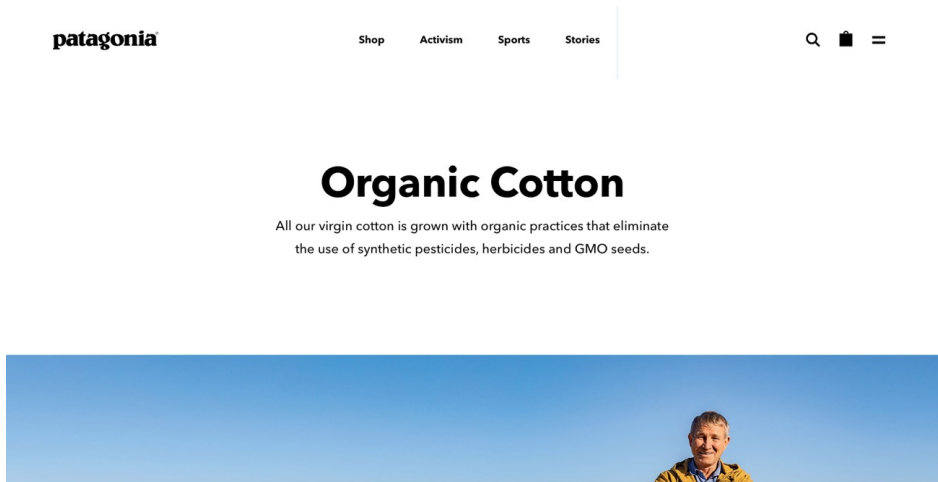 patagonia
Shop Activism Sports Stories
Organic Cotton
All our virgin cotton is grown with organic practices that eliminate
the use of synthetic pesticides, herbicides and GMO seeds.